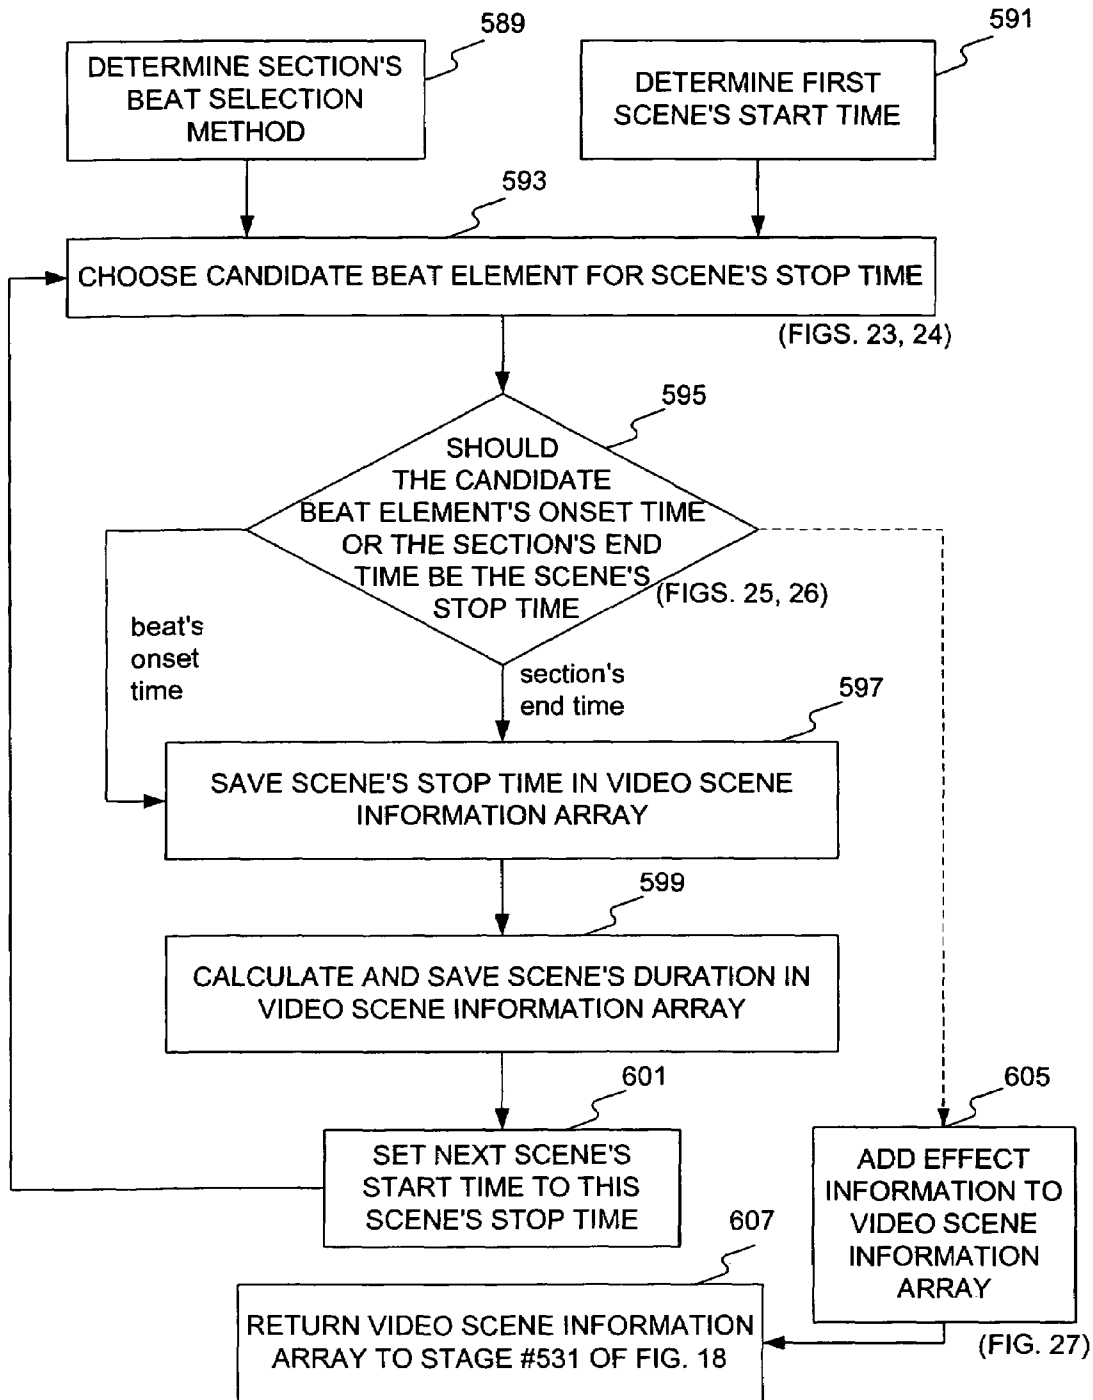 589
DETERMINE SECTION'S
BEAT SELECTION
METHOD
591
DETERMINE FIRST
SCENE'S START TIME
593
CHOOSE CANDIDATE BEAT ELEMENT FOR SCENE'S STOP TIME
(FIGS. 23, 24)
595
SHOULD
THE CANDIDATE
BEAT ELEMENT'S ONSET TIME
OR THE SECTION'S END
TIME BE THE SCENE'S
STOP TIME
(FIGS. 25, 26)
beat's
onset
time
section's
end time
597
SAVE SCENE'S STOP TIME IN VIDEO SCENE
INFORMATION ARRAY
599
CALCULATE AND SAVE SCENE'S DURATION IN
VIDEO SCENE INFORMATION ARRAY
601
SET NEXT SCENE'S
START TIME TO THIS
SCENE'S STOP TIME
605
ADD EFFECT
INFORMATION TO
VIDEO SCENE
INFORMATION
ARRAY
(FIG. 27)
607
RETURN VIDEO SCENE INFORMATION
ARRAY TO STAGE #531 OF FIG. 18